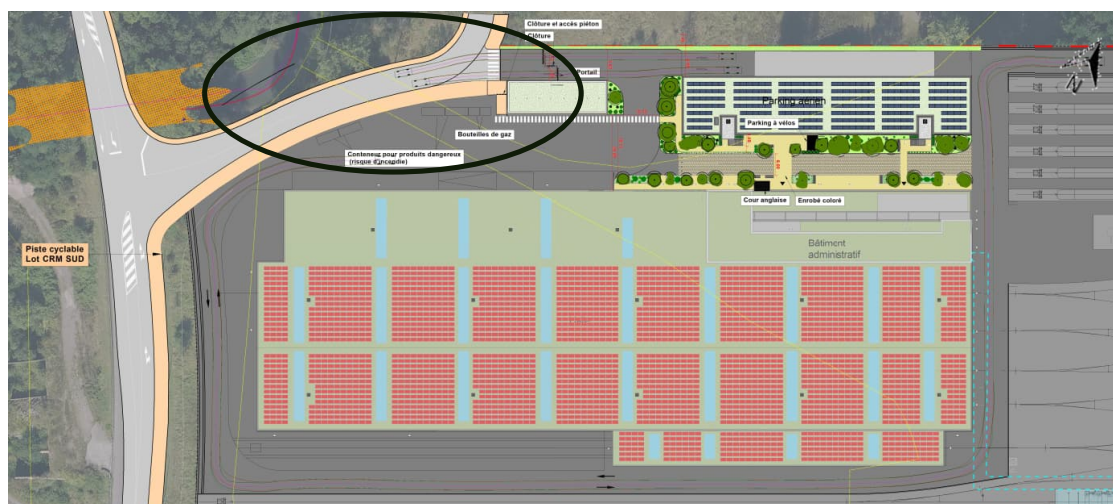 Clôture et accès piéton
Clôture
Portail
Parking aérien
Parking à vélos
Bouteilles de gaz
Conteneur pour produits dangereux
(risque d'incendie)
Cour anglaise
Enrobé coloré
Piste cyclable
Lot CRM SUD
Bâtiment
administratif
N